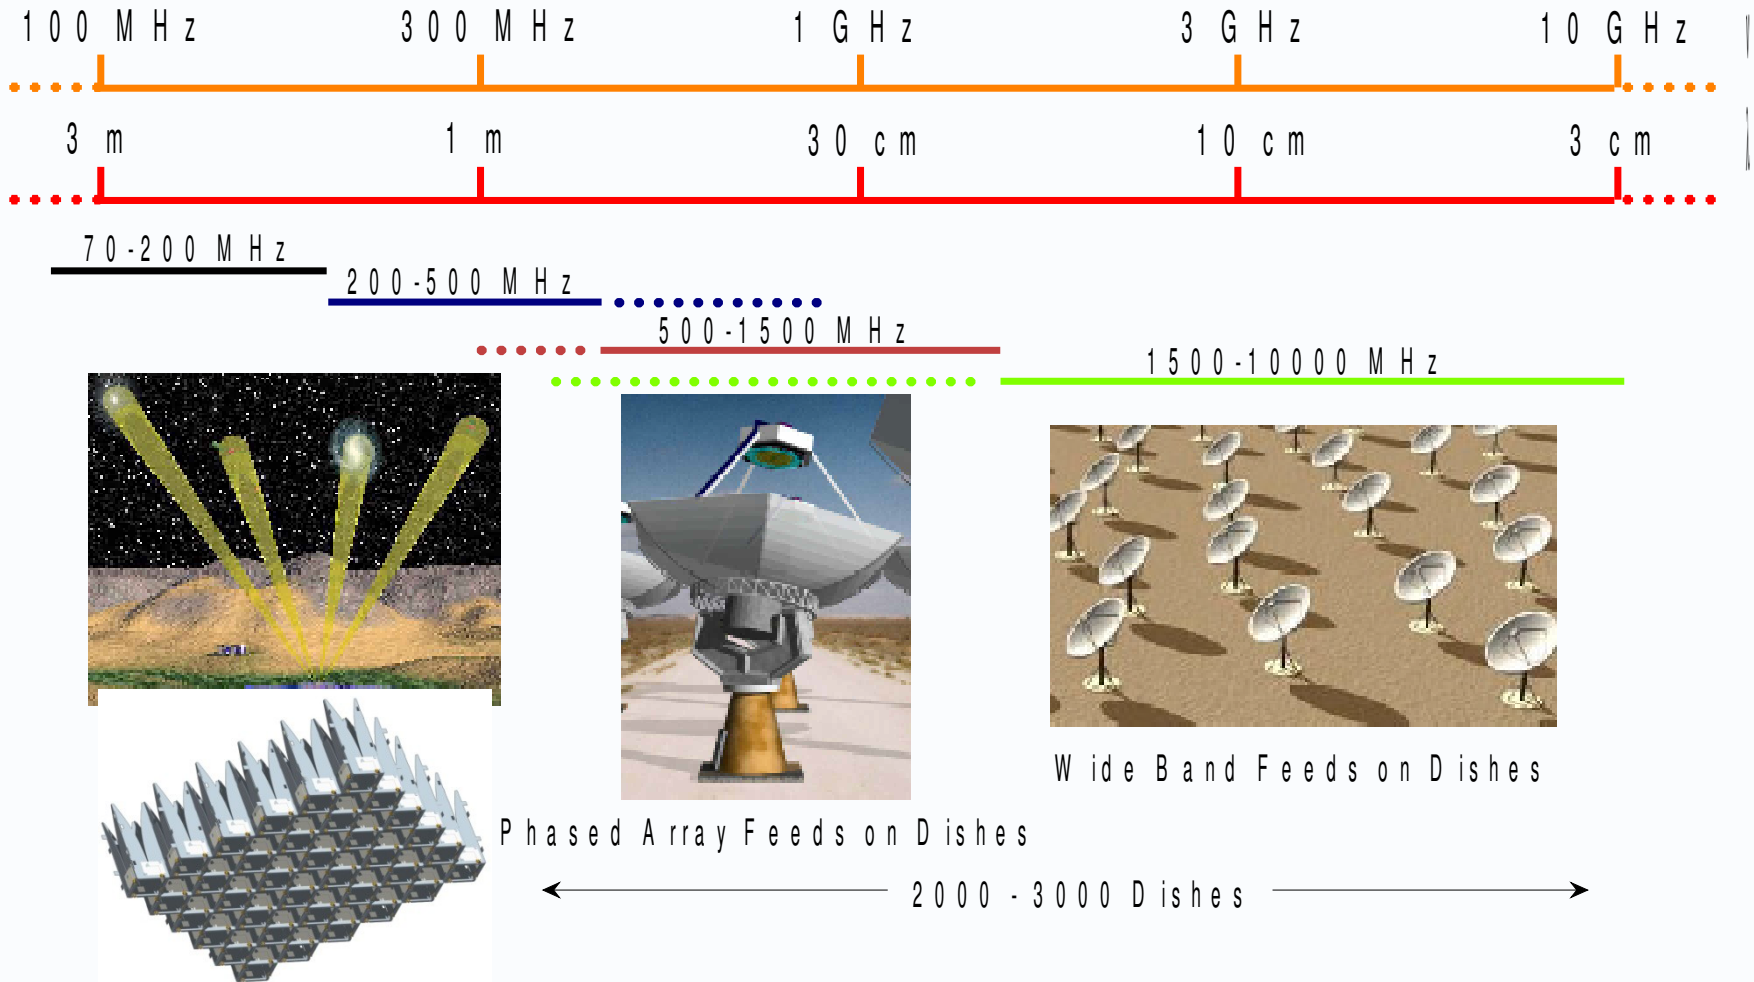 100 MHz 300 MHz 1 GHz 3 GHz 10 GHz
3 m 1 m 30 cm 10 cm 3 cm
70-200 MHz
200-500 MHz
500-1500 MHz
1500-10000 MHz
Wide Band Feeds on Dishes
Phased Array Feeds on Dishes
2000 - 3000 Dishes